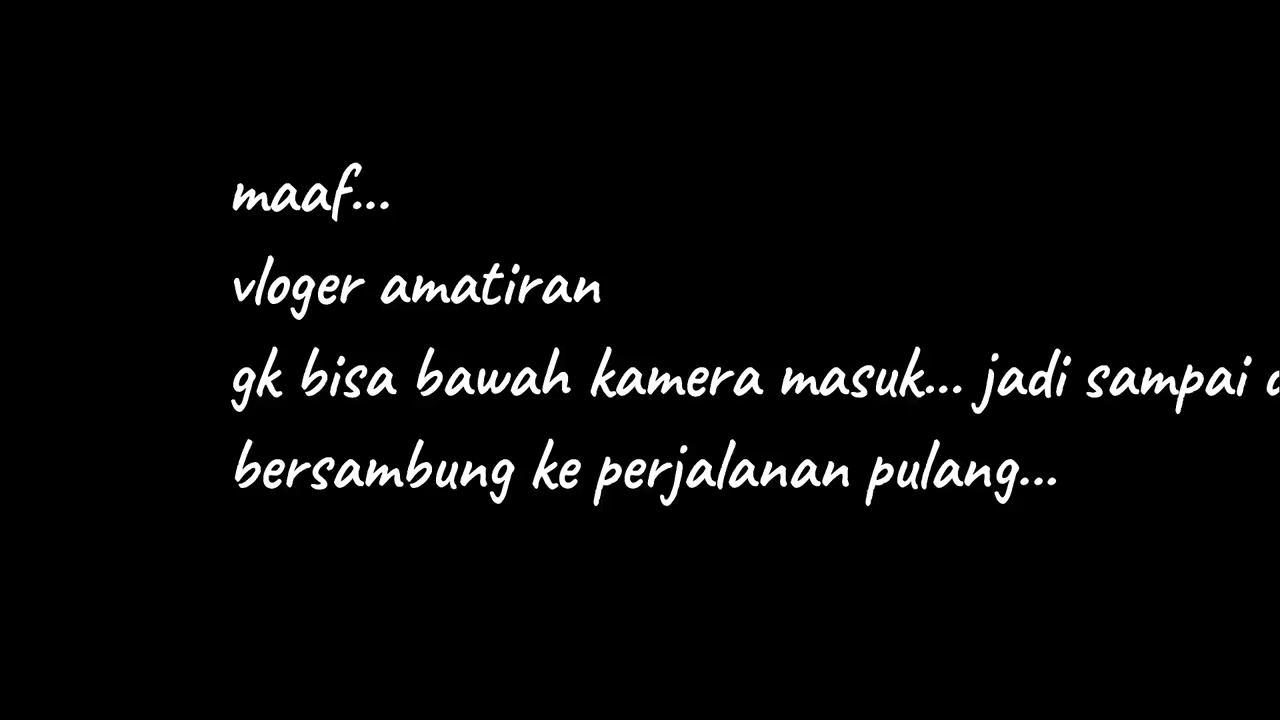 maaf...
vloger amatiran
gk bisa bawah kamera masuk... jadi sampai
bersambung ke perjalanan pulang...